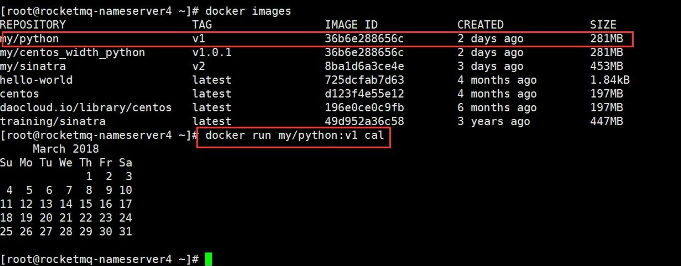 [root@rocketmq-nameserver4 ~]# docker images
REPOSITORY TAG IMAGE ID CREATED SIZE
my/python v1 36b6e288656c 2 days ago 281MB
my/centos_width_python v1.0.1 36b6e288656c 2 days ago 281MB
my/sinatra v2 8ba1d6a3ce4e 3 days ago 453MB
hello-world latest 725dcfab7d63 4 months ago 1.84kB
centos latest d123f4e55e12 4 months ago 197MB
daocloud.io/library/centos latest 196e0ce0c9fb 6 months ago 197MB
training/sinatra latest 49d952a36c58 3 years ago 447MB
[root@rocketmq-nameserver4 ~]# docker run my/python:v1 cal
March 2018
Su Mo Tu We Th Fr Sa
1 2 3
4 5 6 7 8 9 10
11 12 13 14 15 16 17
18 19 20 21 22 23 24
25 26 27 28 29 30 31
[root@rocketmq-nameserver4 ~]#